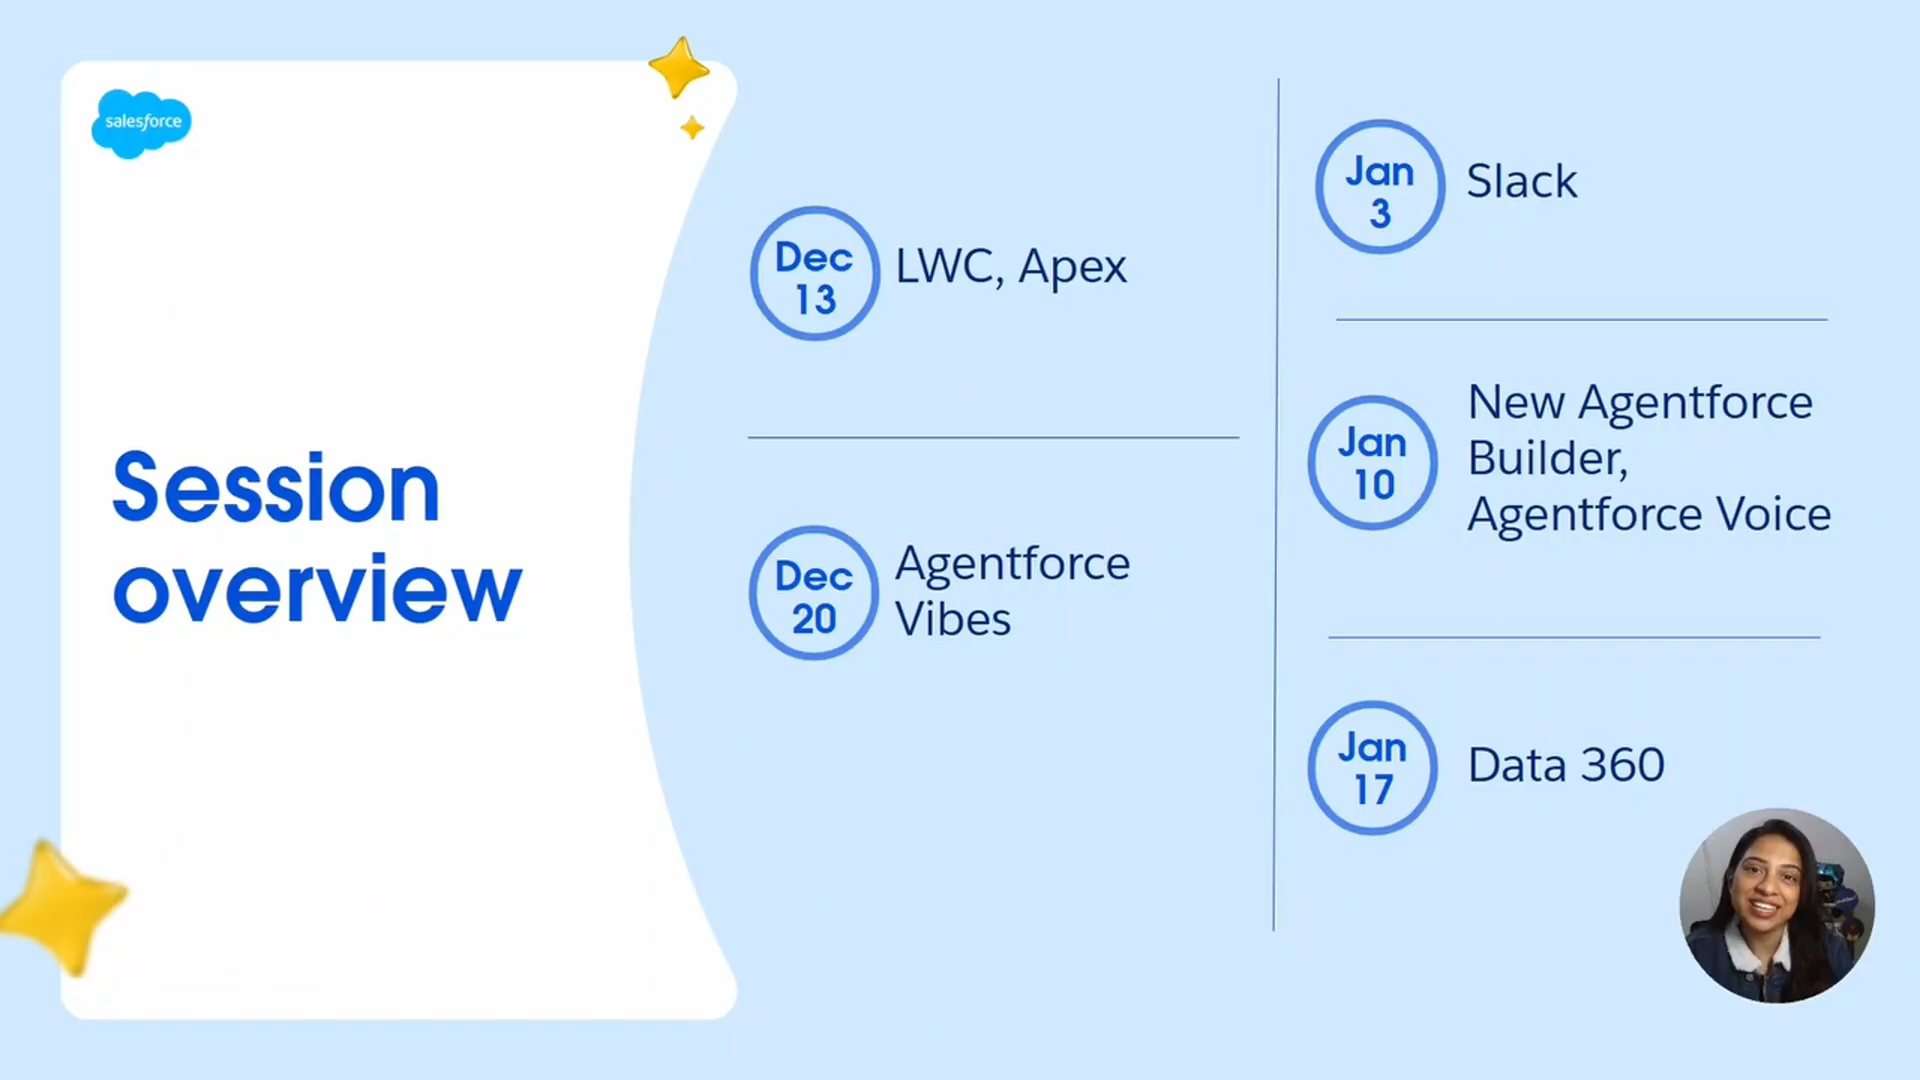 salesforce
Session
overview
Dec
13
LWC, Apex
Dec
20
Agentforce
Vibes
Jan
3
Slack
Jan
10
New Agentforce
Builder,
Agentforce Voice
Jan
17
Data 360